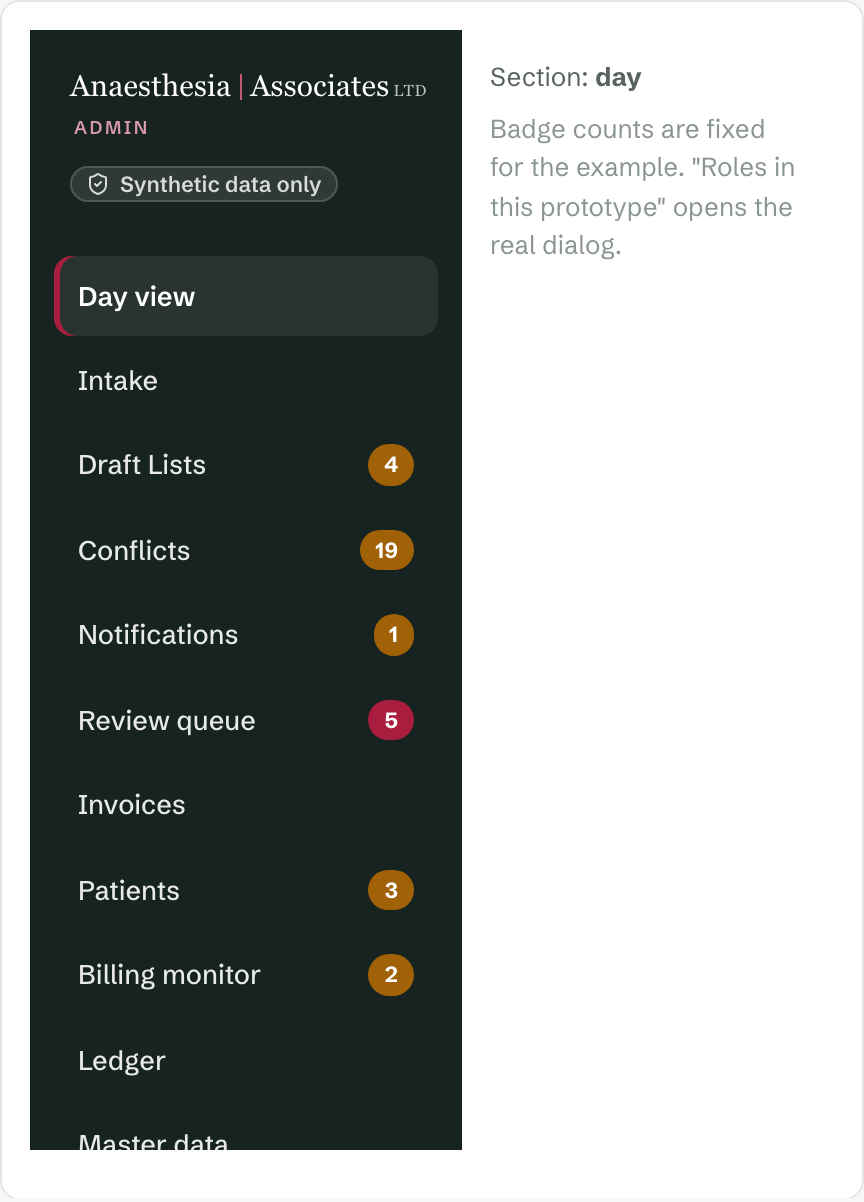 Anaesthesia | Associates LTD
ADMIN
Synthetic data only
Day view
Intake
Draft Lists 4
Conflicts 19
Notifications 1
Review queue 5
Invoices
Patients 3
Billing monitor 2
Ledger
Master data
Section: day
Badge counts are fixed
for the example. "Roles in
this prototype" opens the
real dialog.